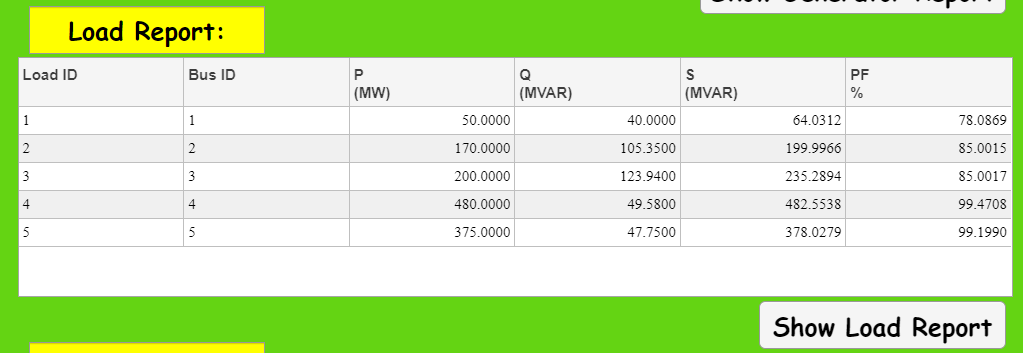 Load Report:
Load ID Bus ID P (MW) Q (MVAR) S (MVAR) PF %
1 1 50.0000 40.0000 64.0312 78.0869
2 2 170.0000 105.3500 199.9966 85.0015
3 3 200.0000 123.9400 235.2894 85.0017
4 4 480.0000 49.5800 482.5538 99.4708
5 5 375.0000 47.7500 378.0279 99.1990
Show Load Report